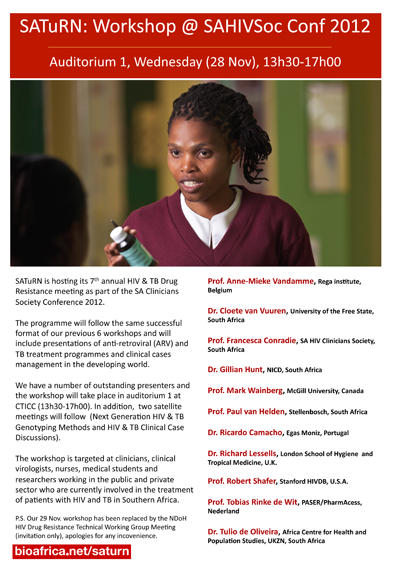 SATuRN: Workshop @ SAHIVSoc Conf 2012
Auditorium 1, Wednesday (28 Nov), 13h30-17h00
SATuRN is hosting its 7th annual HIV & TB Drug
Resistance meeting as part of the SA Clinicians
Society Conference 2012.
The programme will follow the same successful
format of our previous 6 workshops and will
include presentations of anti-retroviral (ARV) and
TB treatment programmes and clinical cases
management in the developing world.
We have a number of outstanding presenters and
the workshop will take place in auditorium 1 at
CTICC (13h30-17h00). In addition, two satellite
meetings will follow (Next Generation HIV & TB
Genotyping Methods and HIV & TB Clinical Case
Discussions).
The workshop is targeted at clinicians, clinical
virologists, nurses, medical students and
researchers working in the public and private
sector who are currently involved in the treatment
of patients with HIV and TB in Southern Africa.
P.S. Our 29 Nov. workshop has been replaced by the NDoH
HIV Drug Resistance Technical Working Group Meeting
(invitation only), apologies for any incovenience.
bioafrica.net/saturn
Prof. Anne-Mieke Vandamme, Rega institute,
Belgium
Dr. Cloete van Vuuren, University of the Free State,
South Africa
Prof. Francesca Conradie, SA HIV Clinicians Society,
South Africa
Dr. Gillian Hunt, NICD, South Africa
Prof. Mark Wainberg, McGill University, Canada
Prof. Paul van Helden, Stellenbosch, South Africa
Dr. Ricardo Camacho, Egas Moniz, Portugal
Dr. Richard Lessells, London School of Hygiene and
Tropical Medicine, U.K.
Prof. Robert Shafer, Stanford HIVDB, U.S.A.
Prof. Tobias Rinke de Wit, PASER/PharmAcess,
Nederland
Dr. Tulio de Oliveira, Africa Centre for Health and
Population Studies, UKZN, South Africa